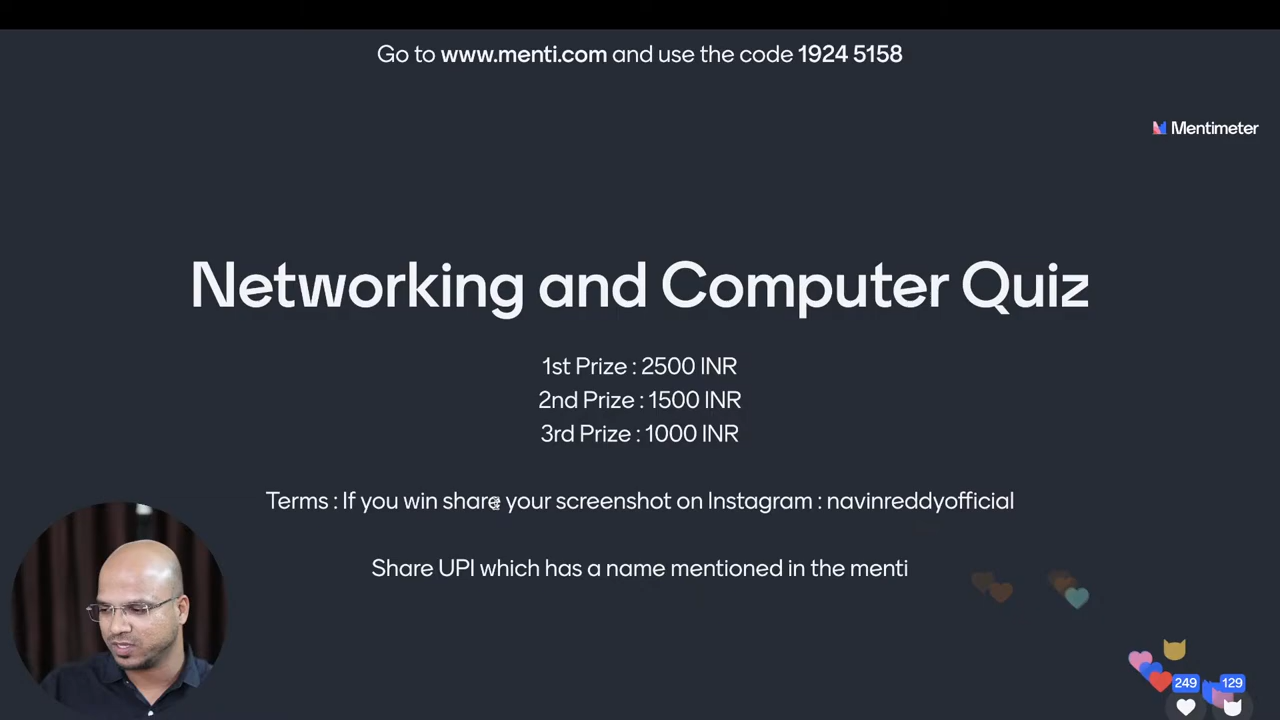 Go to www.menti.com and use the code 1924 5158
Mentimeter
Networking and Computer Quiz
1st Prize : 2500 INR
2nd Prize : 1500 INR
3rd Prize : 1000 INR
Terms : If you win share your screenshot on Instagram : navinreddyofficial
Share UPI which has a name mentioned in the menti
249 129